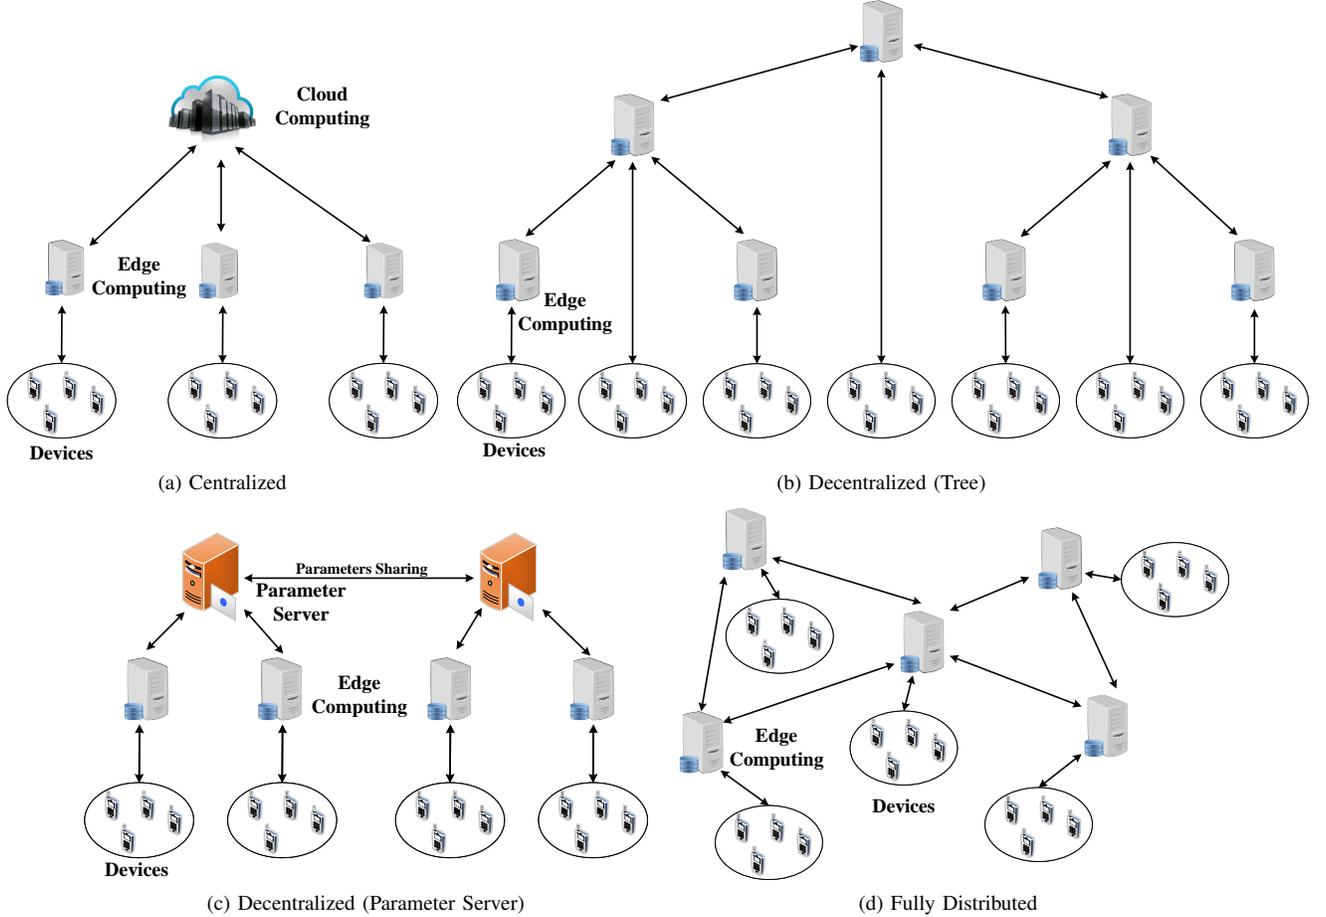 Cloud
Computing
Edge
Computing
Devices
(a) Centralized
Edge
Computing
Devices
(b) Decentralized (Tree)
Parameters Sharing
Parameter
Server
Edge
Computing
Devices
(c) Decentralized (Parameter Server)
Edge
Computing
Devices
(d) Fully Distributed